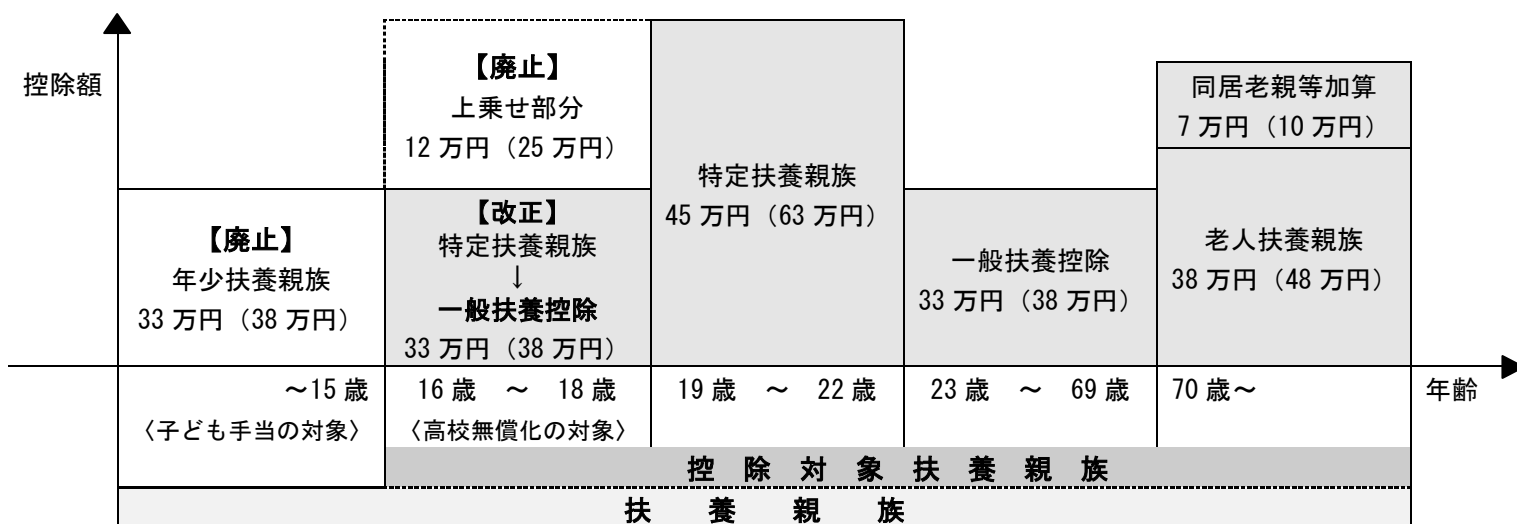 控除額
【廃止】
上乗せ部分
12 万円（25 万円）
特定扶養親族
45 万円（63 万円）
同居老親等加算
7 万円（10 万円）
【廃止】
年少扶養親族
33 万円（38 万円）
【改正】
特定扶養親族
↓
一般扶養控除
33 万円（38 万円）
一般扶養控除
33 万円（38 万円）
老人扶養親族
38 万円（48 万円）
～15 歳
16 歳　～　18 歳
19 歳　～　22 歳
23 歳　～　69 歳
70 歳～
年齢
〈子ども手当の対象〉
〈高校無償化の対象〉
控除対象扶養親族
扶養親族